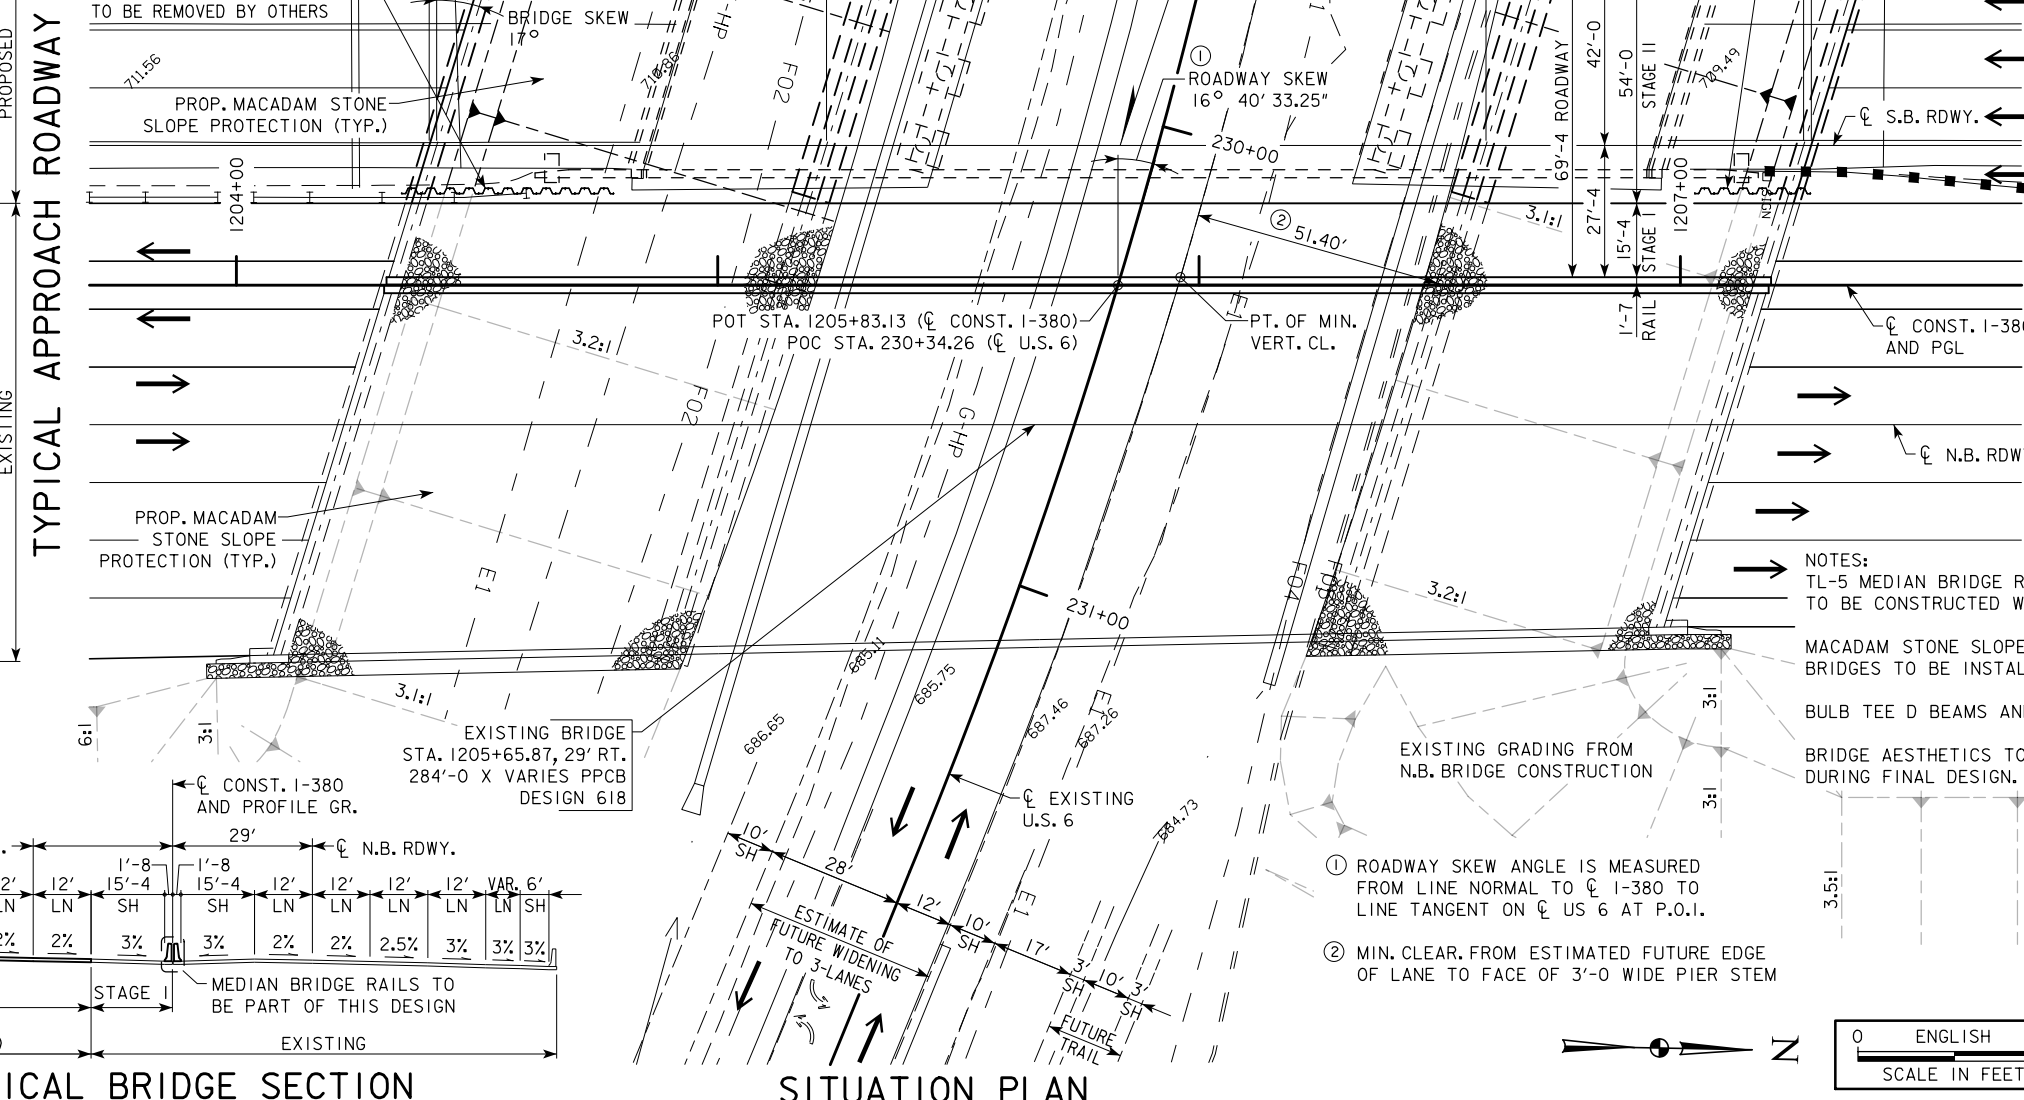 TO BE REMOVED BY OTHERS
BRIDGE SKEW
17°
PROPOSED
TYPICAL APPROACH ROADWAY
EXISTING
711.56
710.86
709.49
PROP. MACADAM STONE
SLOPE PROTECTION (TYP.)
G-HP
FO2
①
ROADWAY SKEW
16° 40' 33.25"
230+00
69'-4 ROADWAY
42'-0
27'-4
54'-0
STAGE II
15'-4
STAGE I
1'-7
RAIL
℄ S.B. RDWY.
1204+00
1207+00
SIGN
3.1:1
② 51.40'
POT STA. 1205+83.13 (℄ CONST. I-380)
POC STA. 230+34.26 (℄ U.S. 6)
PT. OF MIN.
VERT. CL.
E1
℄ CONST. I-380
AND PGL
3.2:1
FO2
G-HP
℄ N.B. RDW
PROP. MACADAM
STONE SLOPE
PROTECTION (TYP.)
E1
231+00
FO4
3.2:1
NOTES:
TL-5 MEDIAN BRIDGE R
TO BE CONSTRUCTED W
MACADAM STONE SLOPE
BRIDGES TO BE INSTAL
BULB TEE D BEAMS AN
BRIDGE AESTHETICS TO
DURING FINAL DESIGN.
685.11
685.75
686.65
687.46
687.26
684.73
E1
3.1:1
6:1
3:1
3:1
3:1
3.5:1
EXISTING BRIDGE
STA. 1205+65.87, 29' RT.
284'-0 X VARIES PPCB
DESIGN 618
EXISTING GRADING FROM
N.B. BRIDGE CONSTRUCTION
℄ EXISTING
U.S. 6
℄ CONST. I-380
AND PROFILE GR.
29'
℄ N.B. RDWY.
1'-8 1'-8
2' 12' 15'-4 15'-4 12' 12' 12' 12' VAR. 6'
LN LN SH SH LN LN LN LN LN SH
2% 2% 3% 3% 2% 2% 2.5% 3% 3% 3%
STAGE I
MEDIAN BRIDGE RAILS TO
BE PART OF THIS DESIGN
EXISTING
10'
SH
28'
12'
10'
SH
17'
3'
SH
10'
3'
SH
ESTIMATE OF
FUTURE WIDENING
TO 3-LANES
E1
FUTURE
TRAIL
① ROADWAY SKEW ANGLE IS MEASURED
FROM LINE NORMAL TO ℄ I-380 TO
LINE TANGENT ON ℄ US 6 AT P.O.I.
② MIN. CLEAR. FROM ESTIMATED FUTURE EDGE
OF LANE TO FACE OF 3'-0 WIDE PIER STEM
N
0 ENGLISH
SCALE IN FEET
ICAL BRIDGE SECTION
SITUATION PLAN